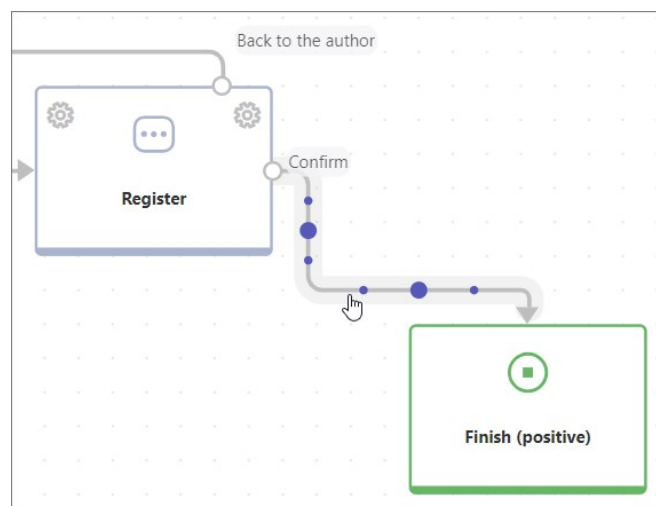 Back to the author
Confirm
Register
Finish (positive)